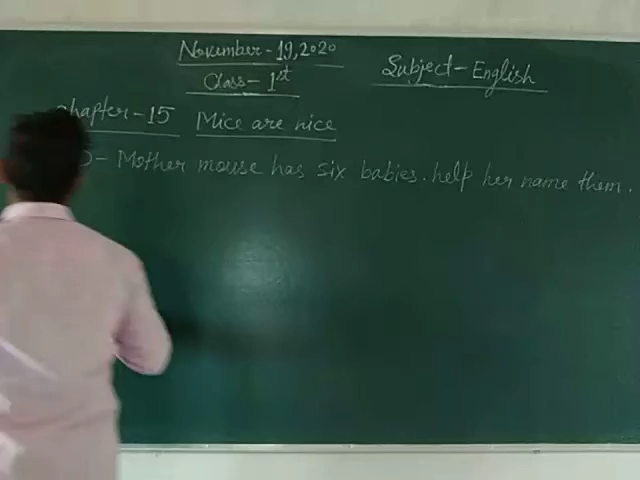 November-19,2020
Class-1st
Subject-English
Chapter-15 Mice are nice
- Mother mouse has six babies. help her name them.